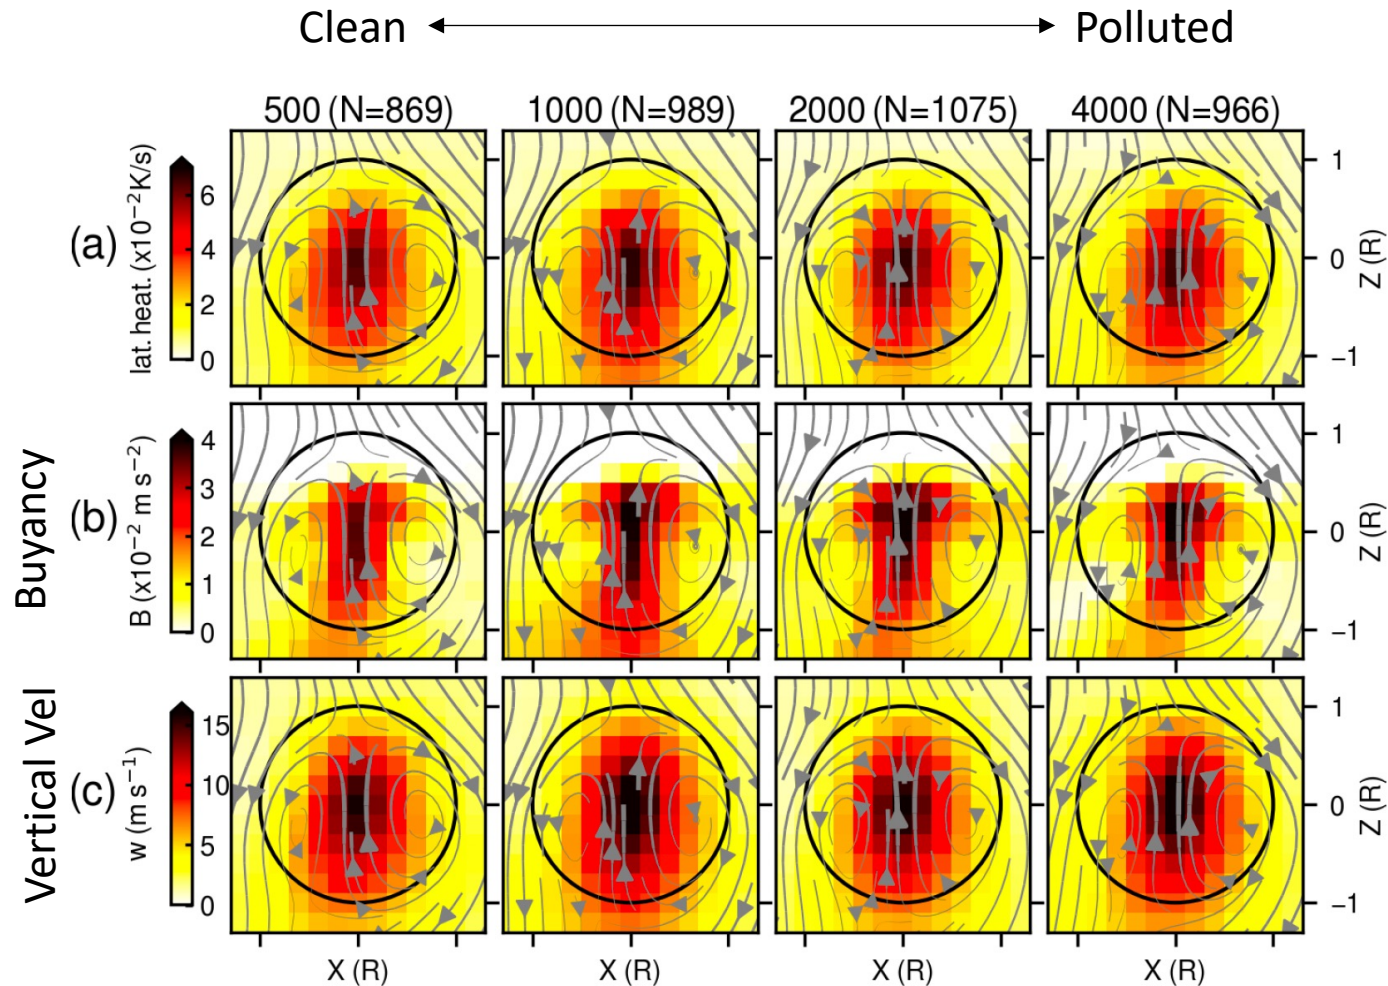 Clean
Polluted
500 (N=869)
1000 (N=989)
2000 (N=1075)
4000 (N=966)
(a)
lat. heat. (x10⁻²K/s)
6
4
2
0
1
0
−1
Z (R)
Buyancy
(b)
B (x10⁻² m s⁻²)
4
3
2
1
0
1
0
−1
Z (R)
Vertical Vel
(c)
w (m s⁻¹)
15
10
5
0
1
0
−1
Z (R)
X (R)
X (R)
X (R)
X (R)